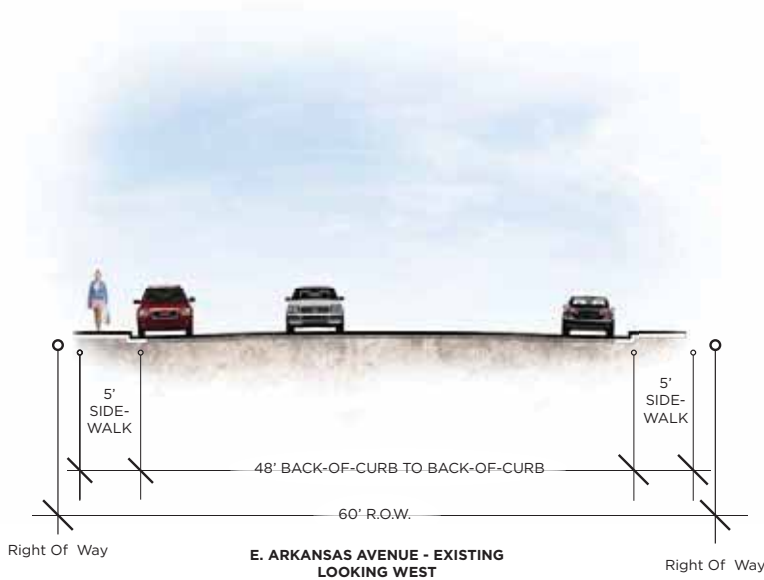 5'
SIDE-
WALK
5'
SIDE-
WALK
48' BACK-OF-CURB TO BACK-OF-CURB
60' R.O.W.
Right Of Way
E. ARKANSAS AVENUE - EXISTING
LOOKING WEST
Right Of Way